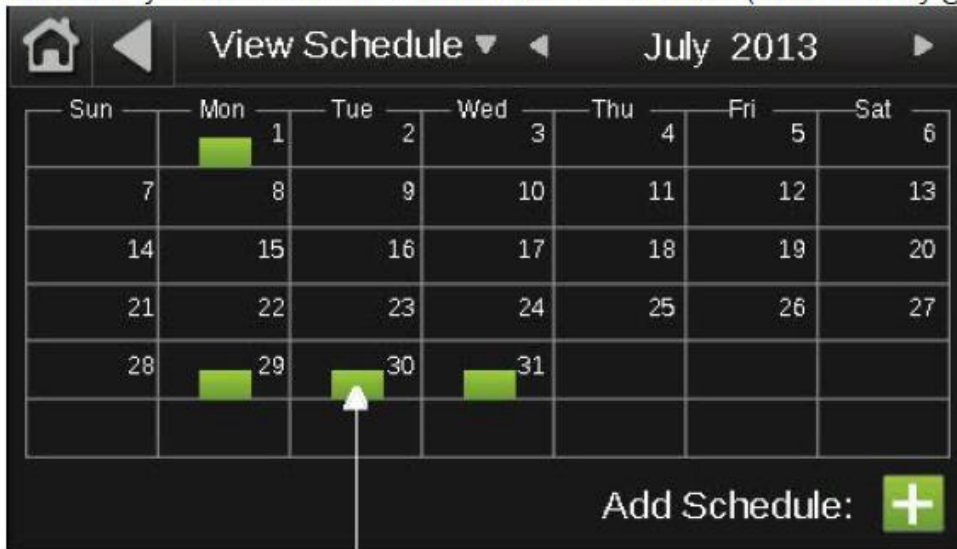 View Schedule ▼ ◀ July 2013 ▶
Sun Mon Tue Wed Thu Fri Sat
1 2 3 4 5 6
7 8 9 10 11 12 13
14 15 16 17 18 19 20
21 22 23 24 25 26 27
28 29 30 31
Add Schedule: +